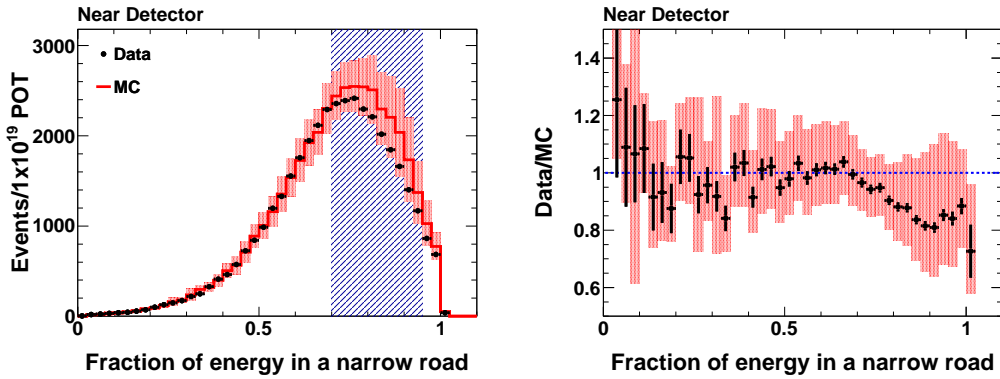 Near Detector
Events/1x10¹⁹ POT
3000
2000
1000
0
Data
MC
0 0.5 1
Fraction of energy in a narrow road
Near Detector
Data/MC
1.4
1.2
1
0.8
0.6
0 0.5 1
Fraction of energy in a narrow road